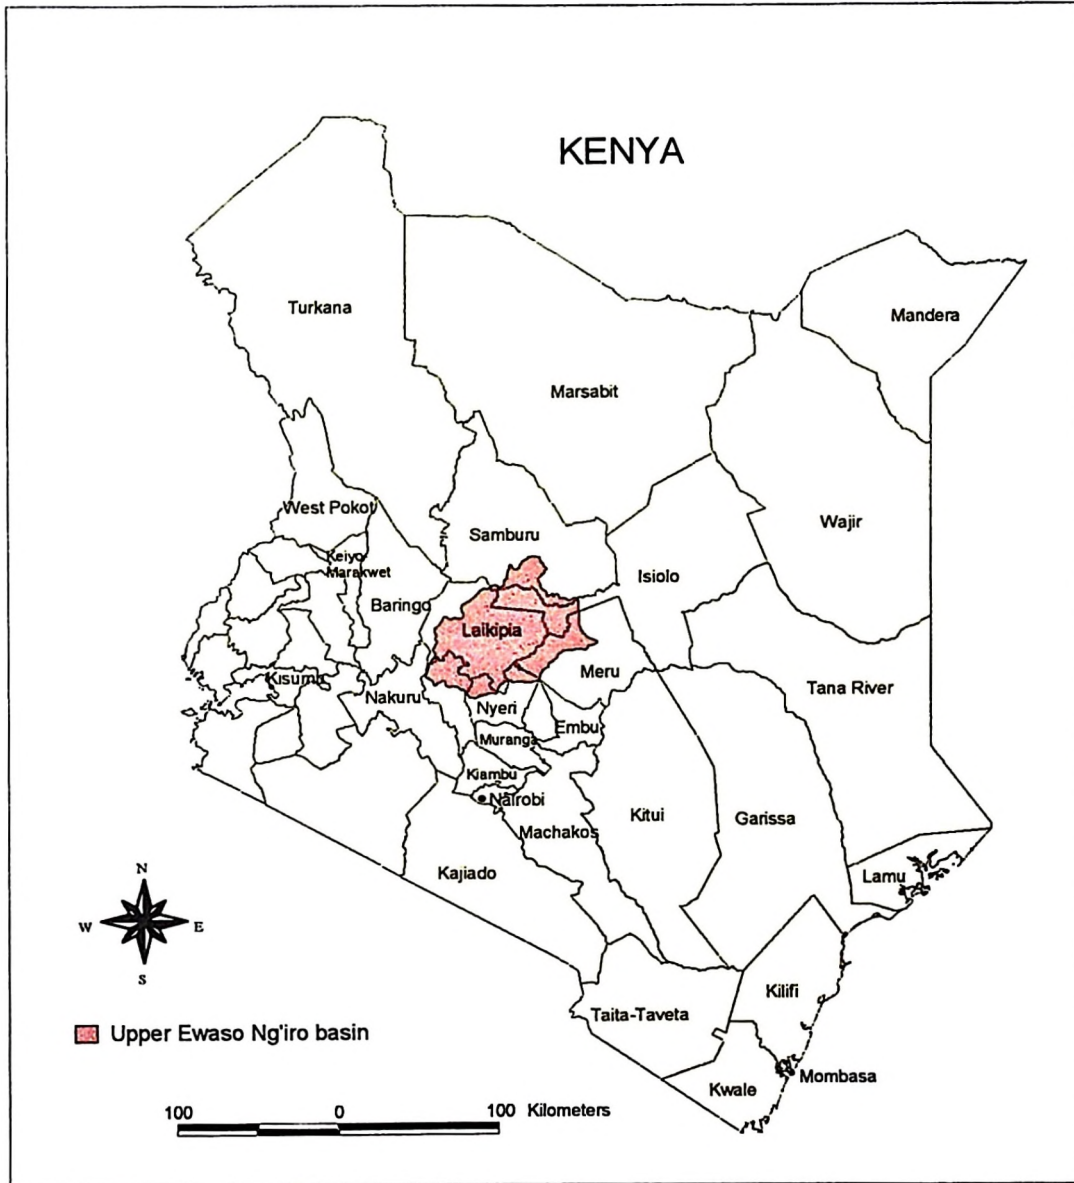 KENYA
Turkana
Mandera
Marsabit
West Pokot
Wajir
Samburu
Keiyo-
Marakwet
Isiolo
Baringo
Laikipia
Meru
Kisumu
Tana River
Nakuru
Nyeri
Embu
Muranga
Kiambu
Nairobi
Kitui
Garissa
Machakos
Kajiado
Lamu
N
W
E
S
Kilifi
Taita-Taveta
Upper Ewaso Ng'iro basin
Mombasa
Kwale
100 0 100 Kilometers